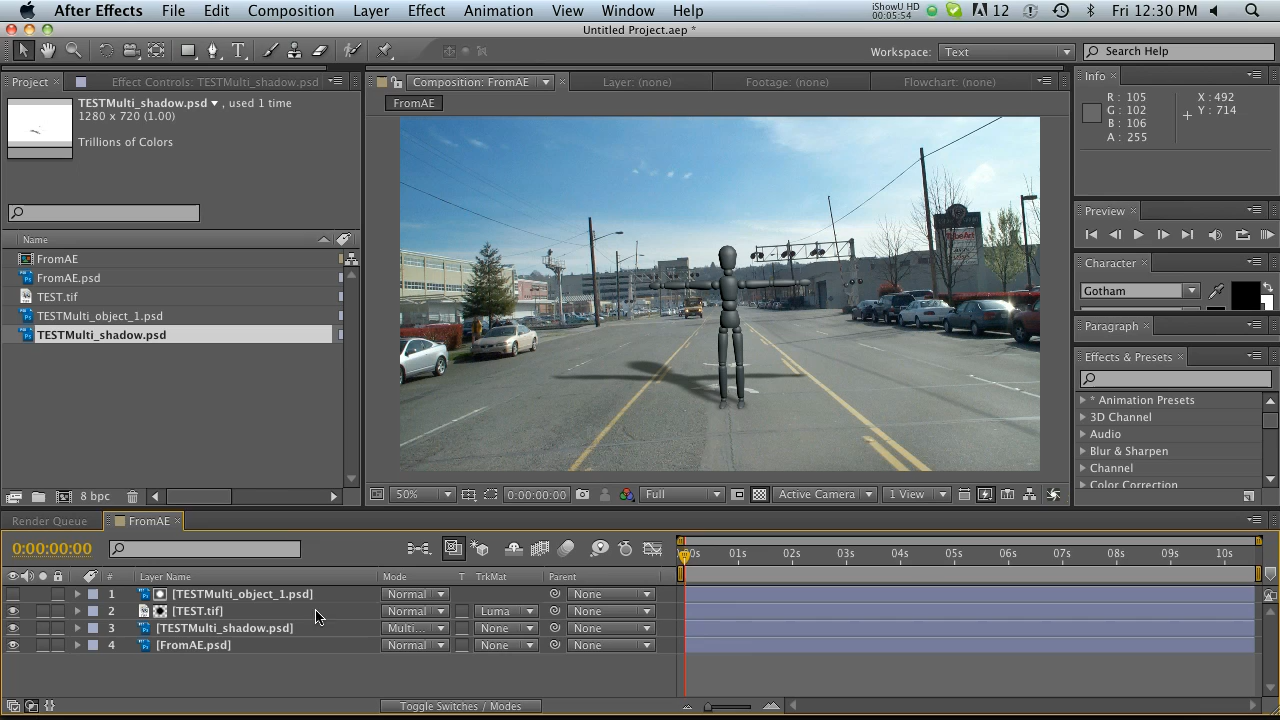 After Effects File Edit Composition Layer Effect Animation View Window Help iShowU HD 00:05:54 12 Fri 12:30 PM
Untitled Project.aep *
Workspace: Text Search Help
Project Effect Controls: TESTMulti_shadow.psd Composition: FromAE Layer: (none) Footage: (none) Flowchart: (none) Info
TESTMulti_shadow.psd , used 1 time
1280 x 720 (1.00)
Trillions of Colors
FromAE
R : 105 X : 492
G : 102 Y : 714
B : 106
A : 255
Name
FromAE
FromAE.psd
TEST.tif
TESTMulti_object_1.psd
TESTMulti_shadow.psd
8 bpc
50% 0:00:00:00 Full Active Camera 1 View
Preview
Character
Gotham
Paragraph
Effects & Presets
* Animation Presets
3D Channel
Audio
Blur & Sharpen
Channel
Color Correction
Render Queue FromAE
0:00:00:00 01s 02s 03s 04s 05s 06s 07s 08s 09s 10s
# Layer Name Mode T TrkMat Parent
1 [TESTMulti_object_1.psd] Normal None
2 [TEST.tif] Normal Luma None
3 [TESTMulti_shadow.psd] Multi... None None
4 [FromAE.psd] Normal None None
Toggle Switches / Modes